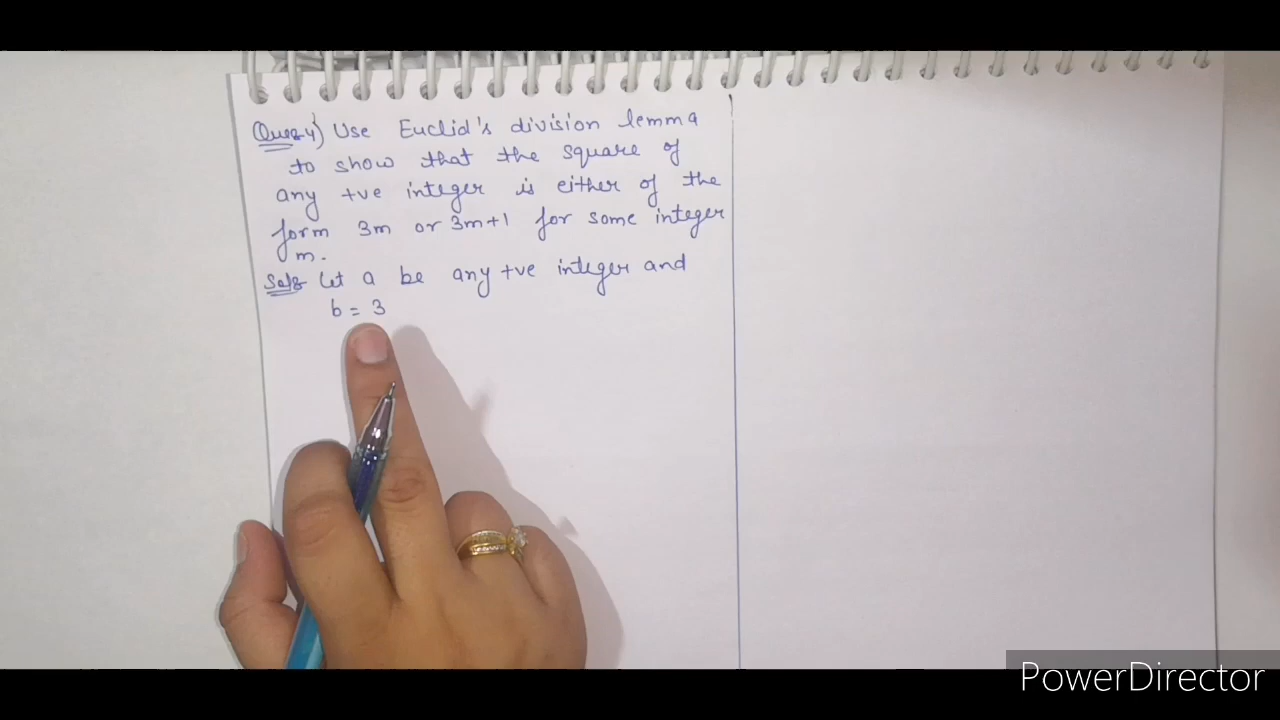 Ques 4) Use Euclid's division lemma
to show that the square of
any +ve integer is either of the
form 3m or 3m+1 for some integer
m.
Sol: Let a be any +ve integer and
b = 3
PowerDirector